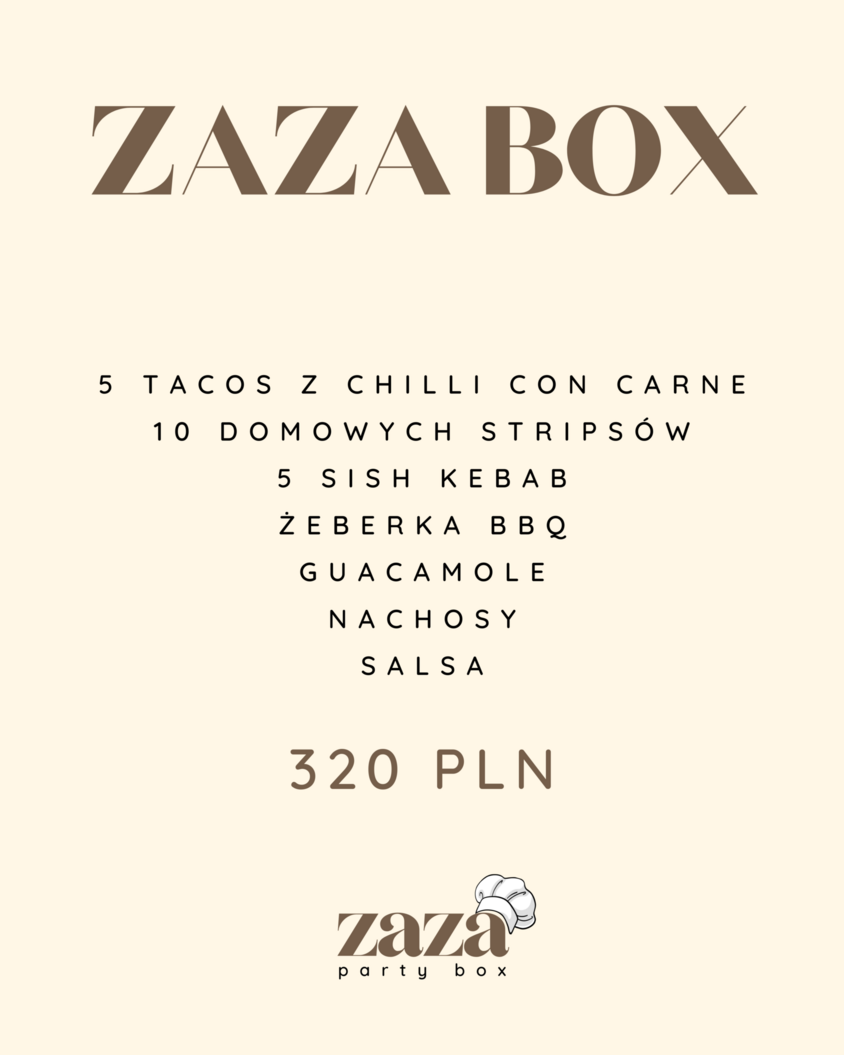 ZAZA BOX
5 TACOS Z CHILLI CON CARNE
10 DOMOWYCH STRIPSÓW
5 SISH KEBAB
ŻEBERKA BBQ
GUACAMOLE
NACHOSY
SALSA
320 PLN
zaza
party box